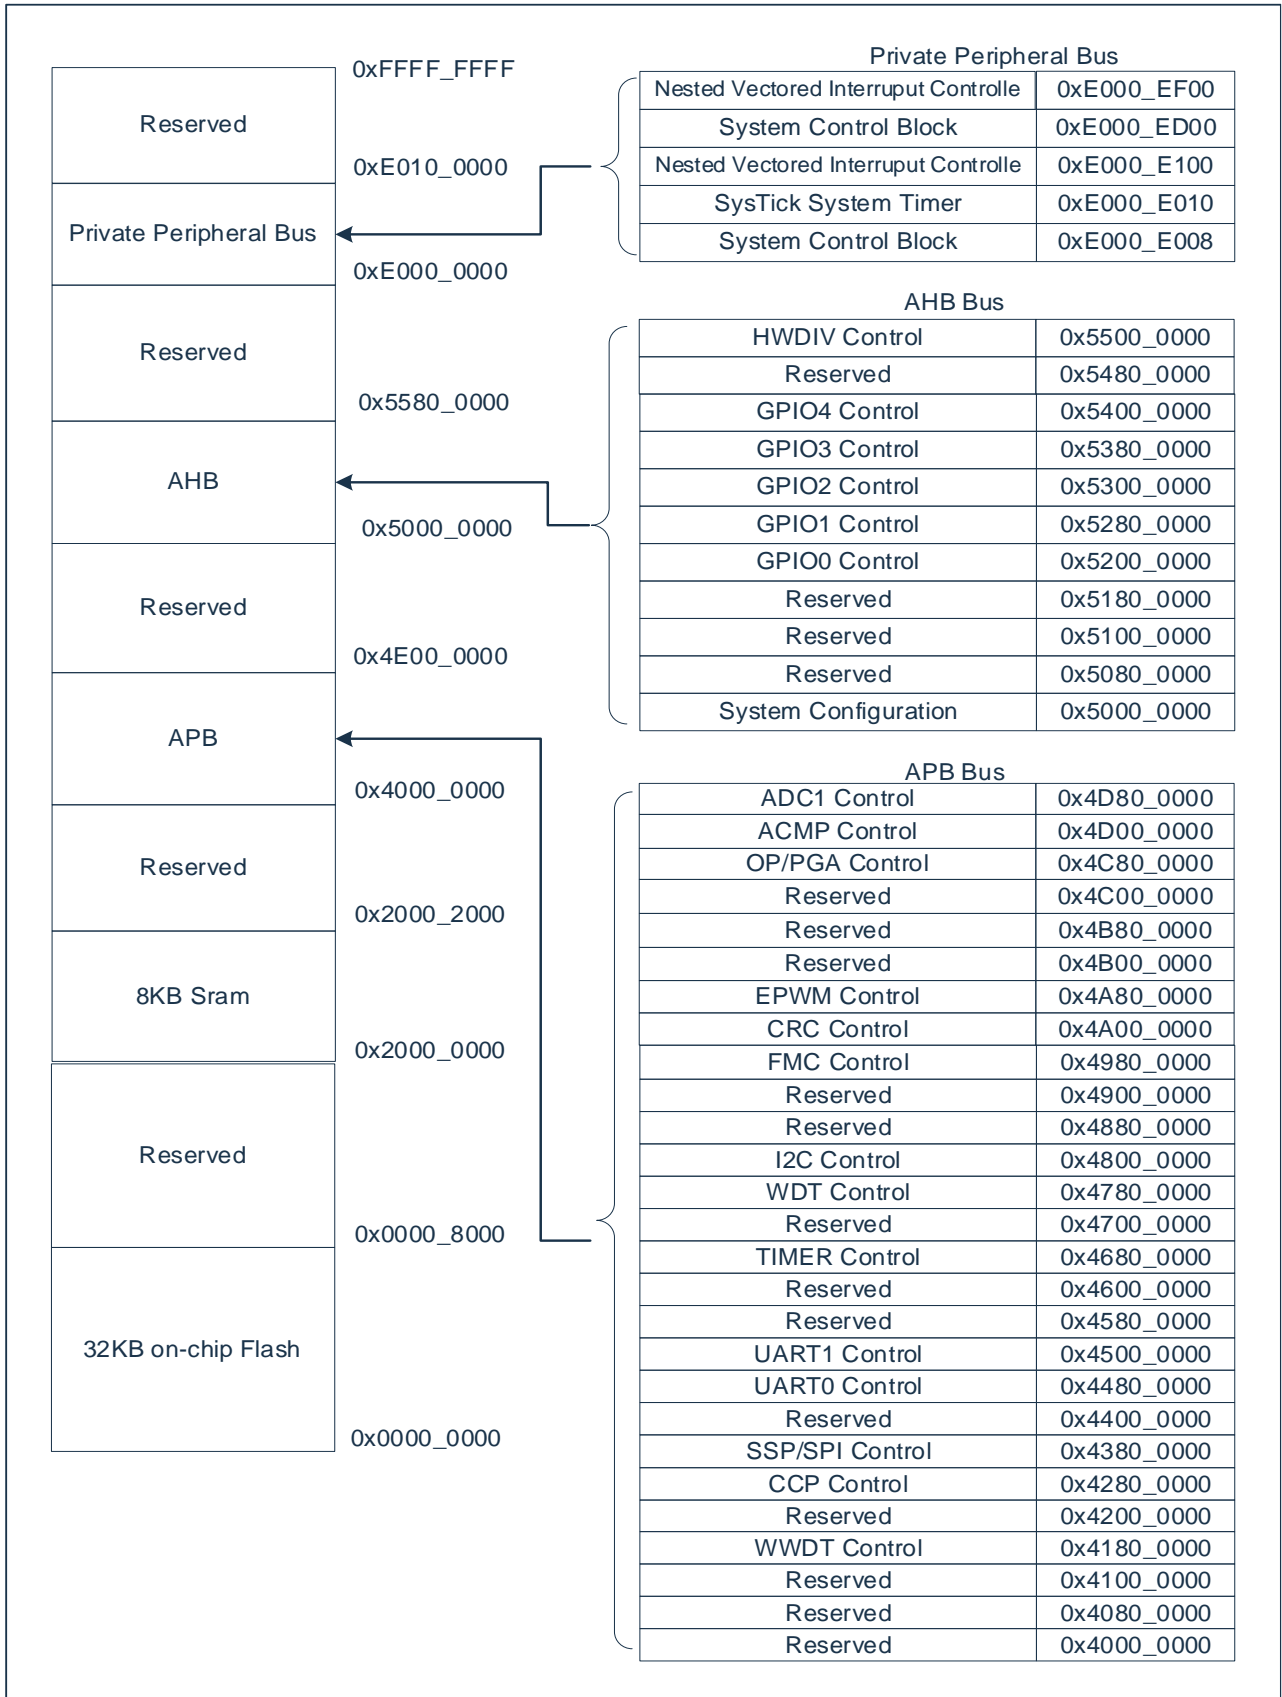 0xFFFF_FFFF
Reserved
0xE010_0000
Private Peripheral Bus
0xE000_0000
Reserved
0x5580_0000
AHB
0x5000_0000
Reserved
0x4E00_0000
APB
0x4000_0000
Reserved
0x2000_2000
8KB Sram
0x2000_0000
Reserved
0x0000_8000
32KB on-chip Flash
0x0000_0000
Private Peripheral Bus
Nested Vectored Interruput Controlle 0xE000_EF00
System Control Block 0xE000_ED00
Nested Vectored Interruput Controlle 0xE000_E100
SysTick System Timer 0xE000_E010
System Control Block 0xE000_E008
AHB Bus
HWDIV Control 0x5500_0000
Reserved 0x5480_0000
GPIO4 Control 0x5400_0000
GPIO3 Control 0x5380_0000
GPIO2 Control 0x5300_0000
GPIO1 Control 0x5280_0000
GPIO0 Control 0x5200_0000
Reserved 0x5180_0000
Reserved 0x5100_0000
Reserved 0x5080_0000
System Configuration 0x5000_0000
APB Bus
ADC1 Control 0x4D80_0000
ACMP Control 0x4D00_0000
OP/PGA Control 0x4C80_0000
Reserved 0x4C00_0000
Reserved 0x4B80_0000
Reserved 0x4B00_0000
EPWM Control 0x4A80_0000
CRC Control 0x4A00_0000
FMC Control 0x4980_0000
Reserved 0x4900_0000
Reserved 0x4880_0000
I2C Control 0x4800_0000
WDT Control 0x4780_0000
Reserved 0x4700_0000
TIMER Control 0x4680_0000
Reserved 0x4600_0000
Reserved 0x4580_0000
UART1 Control 0x4500_0000
UART0 Control 0x4480_0000
Reserved 0x4400_0000
SSP/SPI Control 0x4380_0000
CCP Control 0x4280_0000
Reserved 0x4200_0000
WWDT Control 0x4180_0000
Reserved 0x4100_0000
Reserved 0x4080_0000
Reserved 0x4000_0000